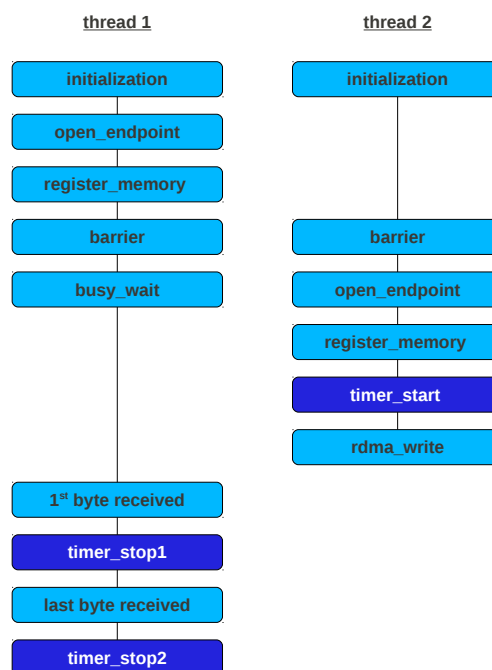 thread 1
initialization
open_endpoint
register_memory
barrier
busy_wait
1st byte received
timer_stop1
last byte received
timer_stop2
thread 2
initialization
barrier
open_endpoint
register_memory
timer_start
rdma_write